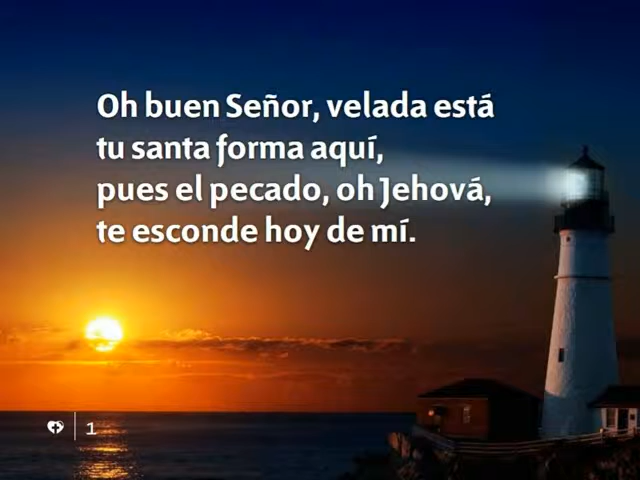 Oh buen Señor, velada está
tu santa forma aquí,
pues el pecado, oh Jehová,
te esconde hoy de mí.
1